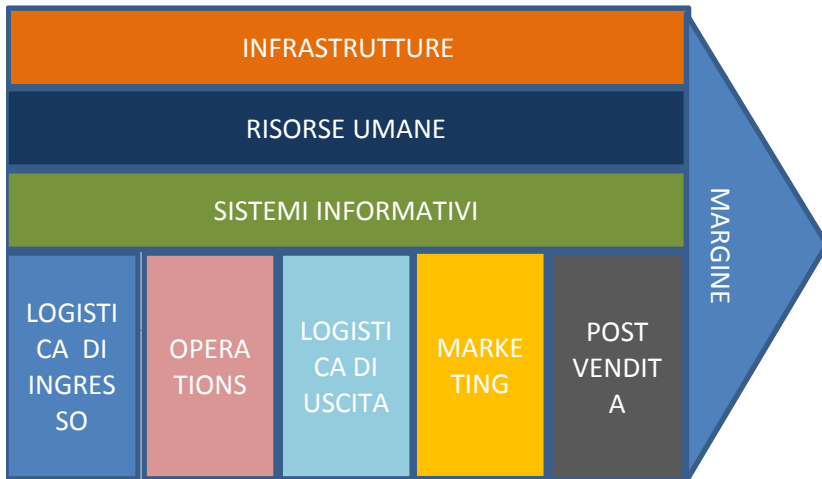 INFRASTRUTTURE
RISORSE UMANE
SISTEMI INFORMATIVI
LOGISTI
CA DI
INGRES
SO
OPERA
TIONS
LOGISTI
CA DI
USCITA
MARKE
TING
POST
VENDIT
A
MARGINE